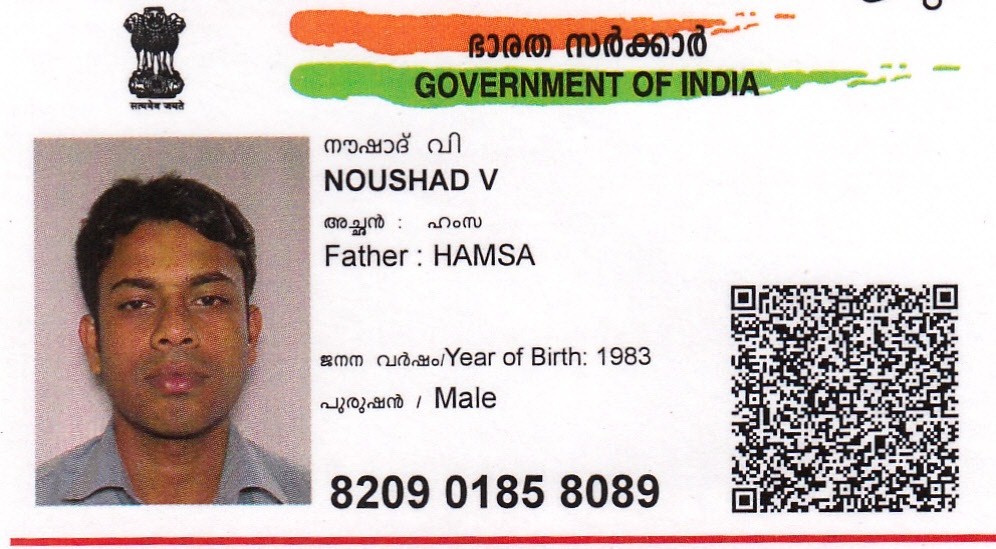 ഭാരത സർക്കാർ
GOVERNMENT OF INDIA
सत्यमेव जयते
നൗഷാദ് വി
NOUSHAD V
അച്ഛൻ : ഹംസ
Father : HAMSA
ജനന വർഷം/Year of Birth: 1983
പുരുഷൻ / Male
8209 0185 8089